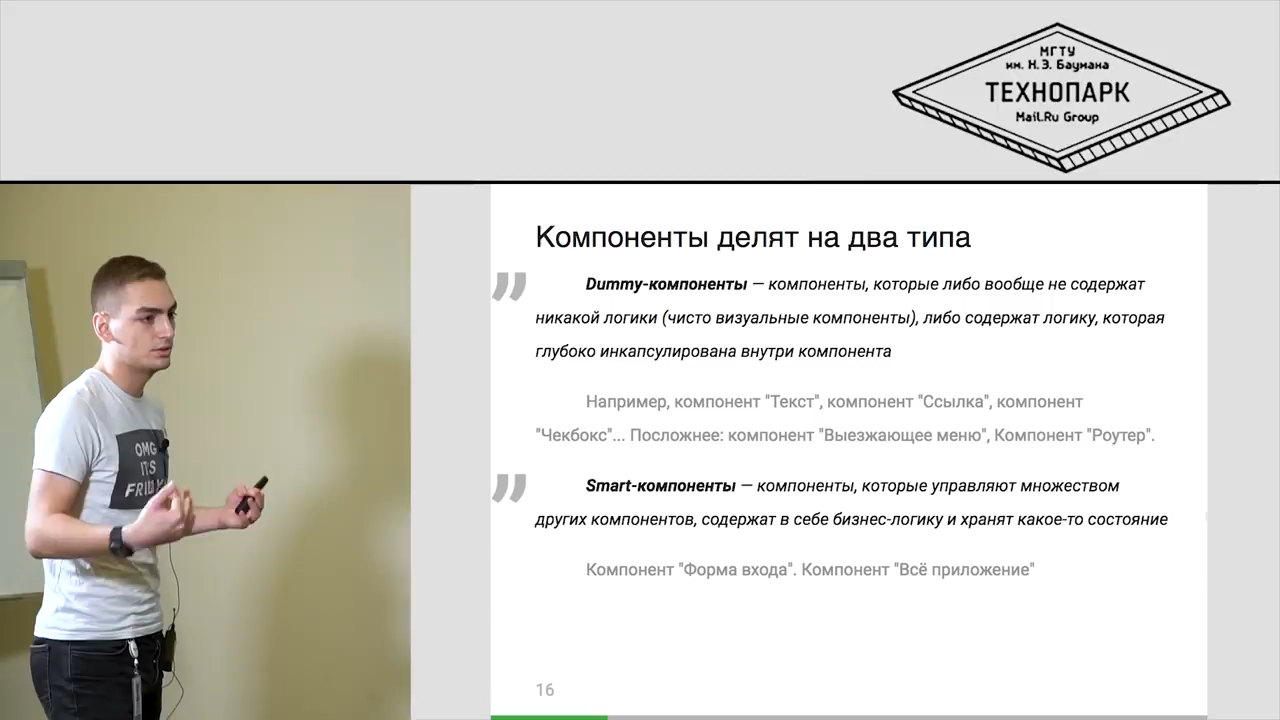 МГТУ
им. Н.Э. Баумана
ТЕХНОПАРК
Mail.Ru Group
Компоненты делят на два типа
Dummy-компоненты — компоненты, которые либо вообще не содержат
никакой логики (чисто визуальные компоненты), либо содержат логику, которая
глубоко инкапсулирована внутри компонента
Например, компонент "Текст", компонент "Ссылка", компонент
"Чекбокс"... Посложнее: компонент "Выезжающее меню", Компонент "Роутер".
Smart-компоненты — компоненты, которые управляют множеством
других компонентов, содержат в себе бизнес-логику и хранят какое-то состояние
Компонент "Форма входа". Компонент "Всё приложение"
16
OMG
IT'S